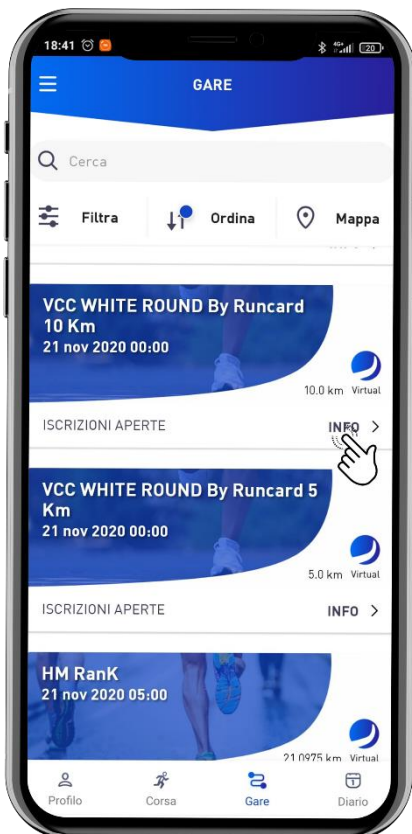 18:41
4G+ 20
GARE
Cerca
Filtra Ordina Mappa
VCC WHITE ROUND By Runcard
10 Km
21 nov 2020 00:00
10.0 km Virtual
ISCRIZIONI APERTE INFO >
VCC WHITE ROUND By Runcard 5
Km
21 nov 2020 00:00
5.0 km Virtual
ISCRIZIONI APERTE INFO >
HM RanK
21 nov 2020 05:00
21.0975 km Virtual
Profilo Corsa Gare Diario